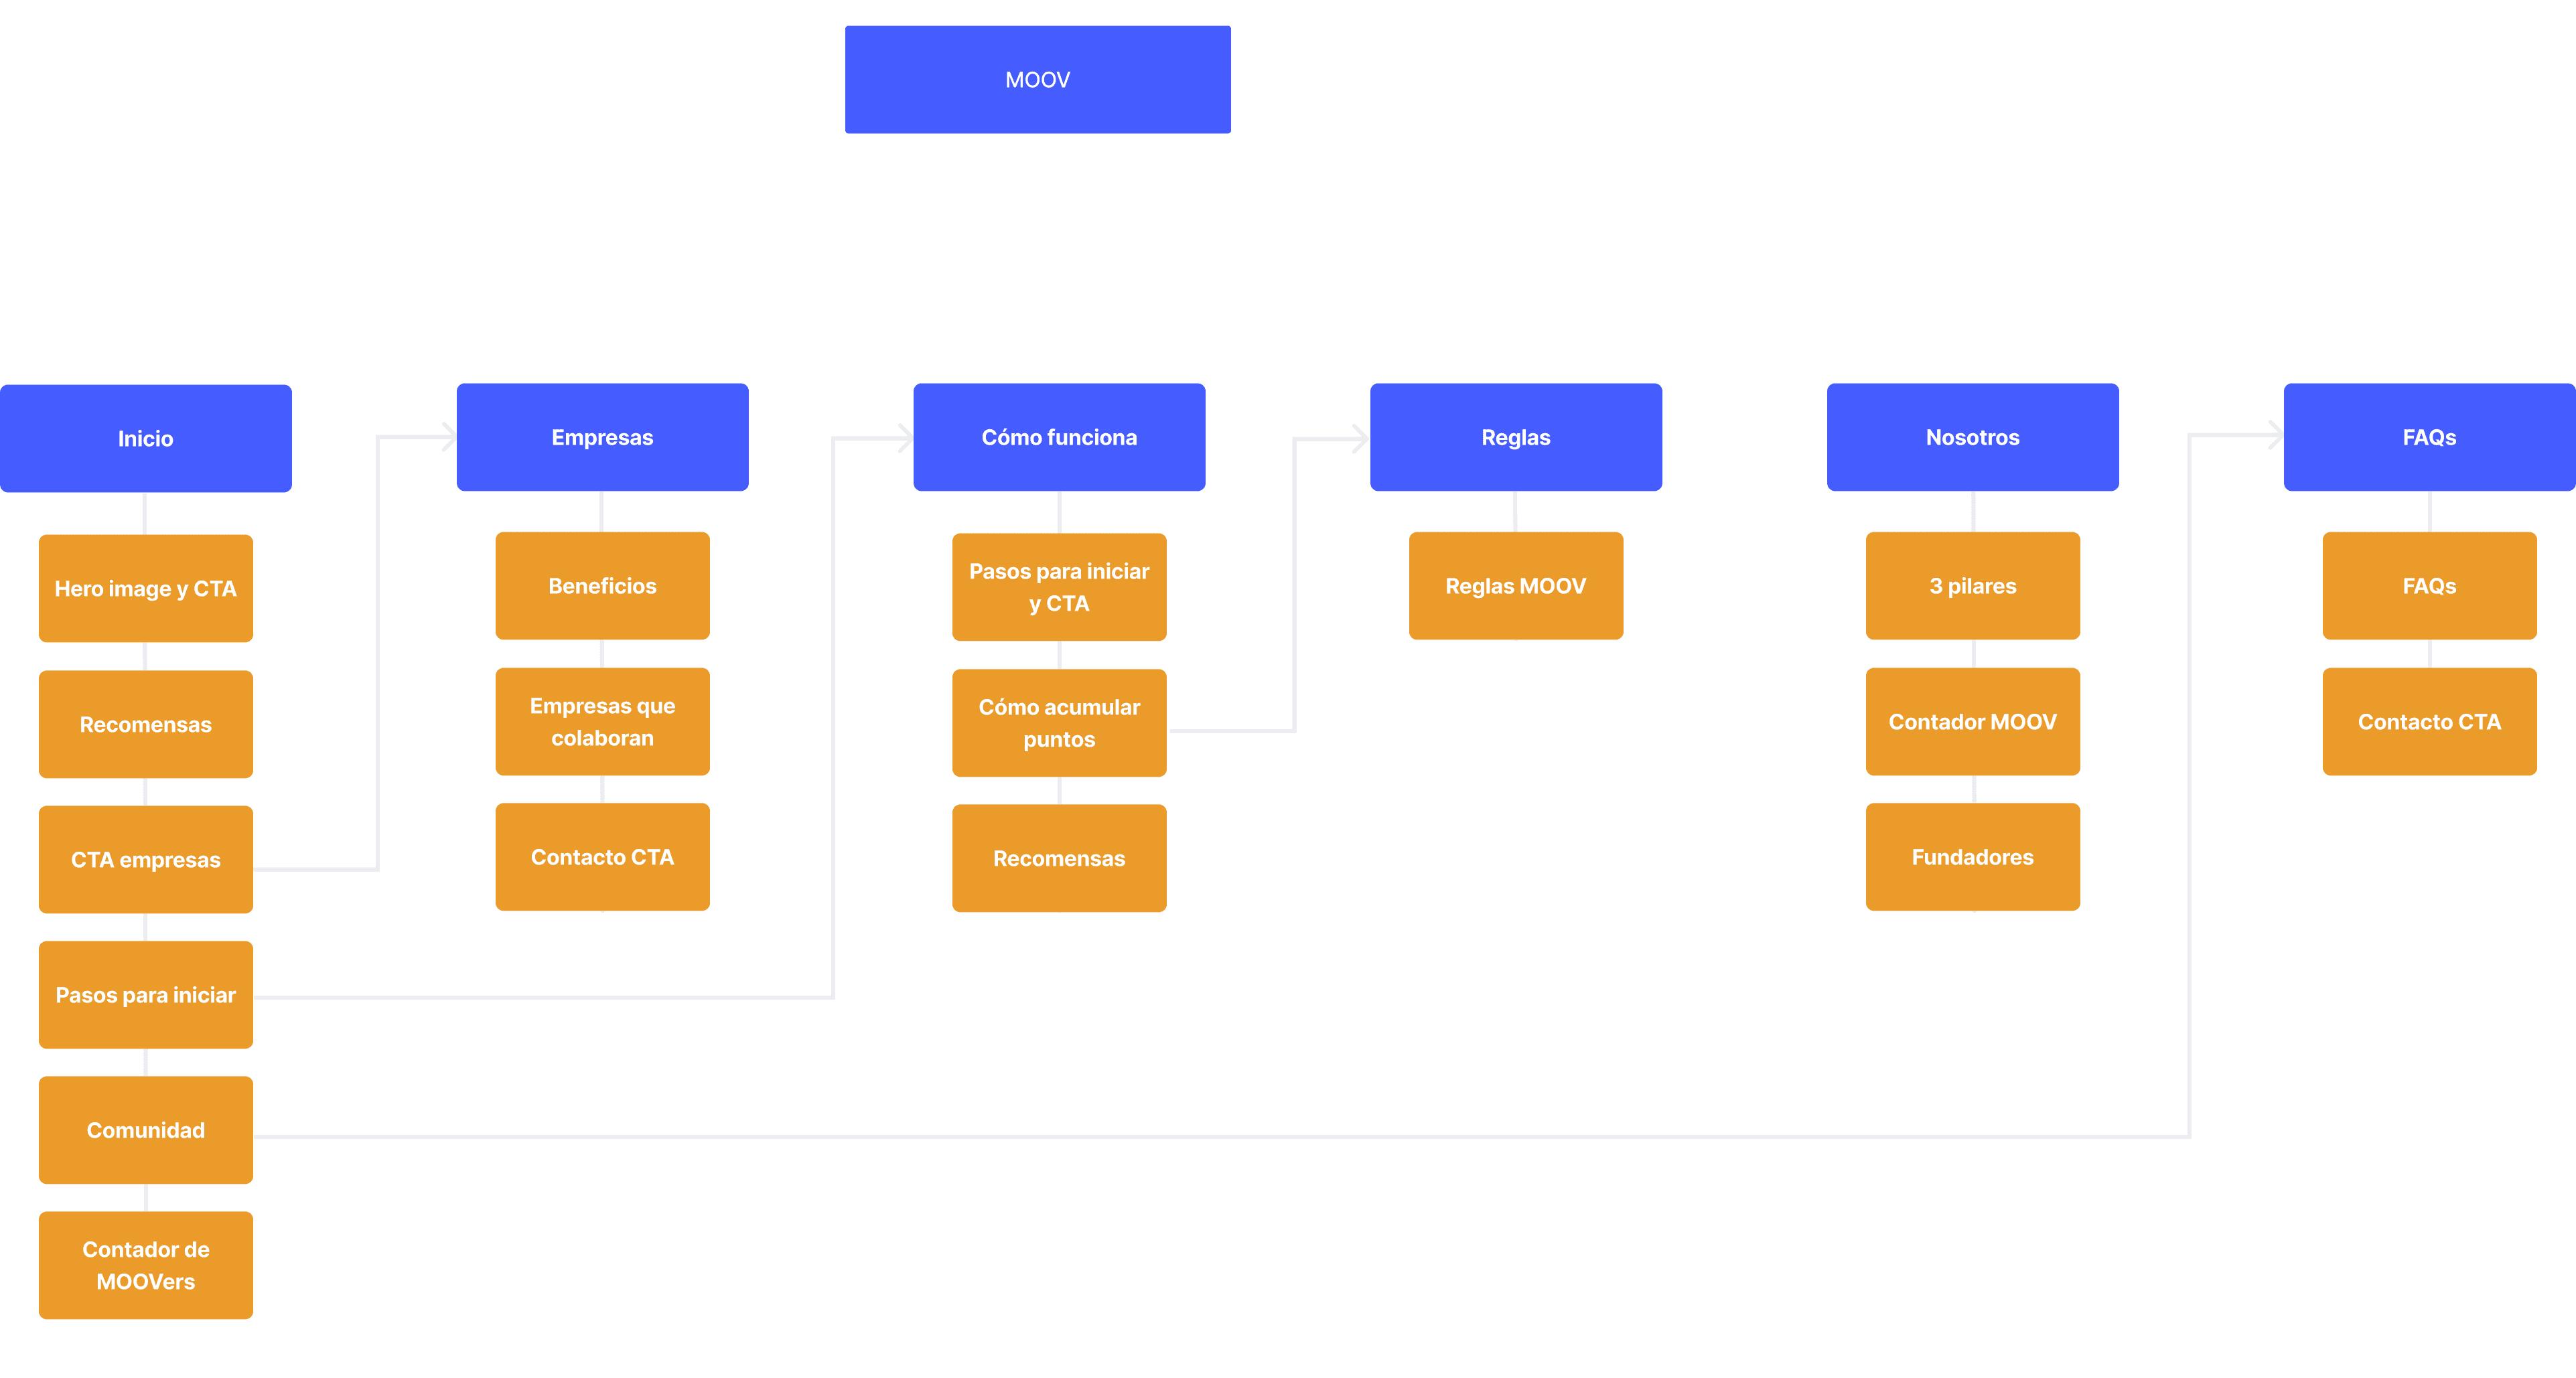 MOOV
Inicio
Hero image y CTA
Recomensas
CTA empresas
Pasos para iniciar
Comunidad
Contador de
MOOVers
Empresas
Beneficios
Empresas que
colaboran
Contacto CTA
Cómo funciona
Pasos para iniciar
y CTA
Cómo acumular
puntos
Recomensas
Reglas
Reglas MOOV
Nosotros
3 pilares
Contador MOOV
Fundadores
FAQs
FAQs
Contacto CTA